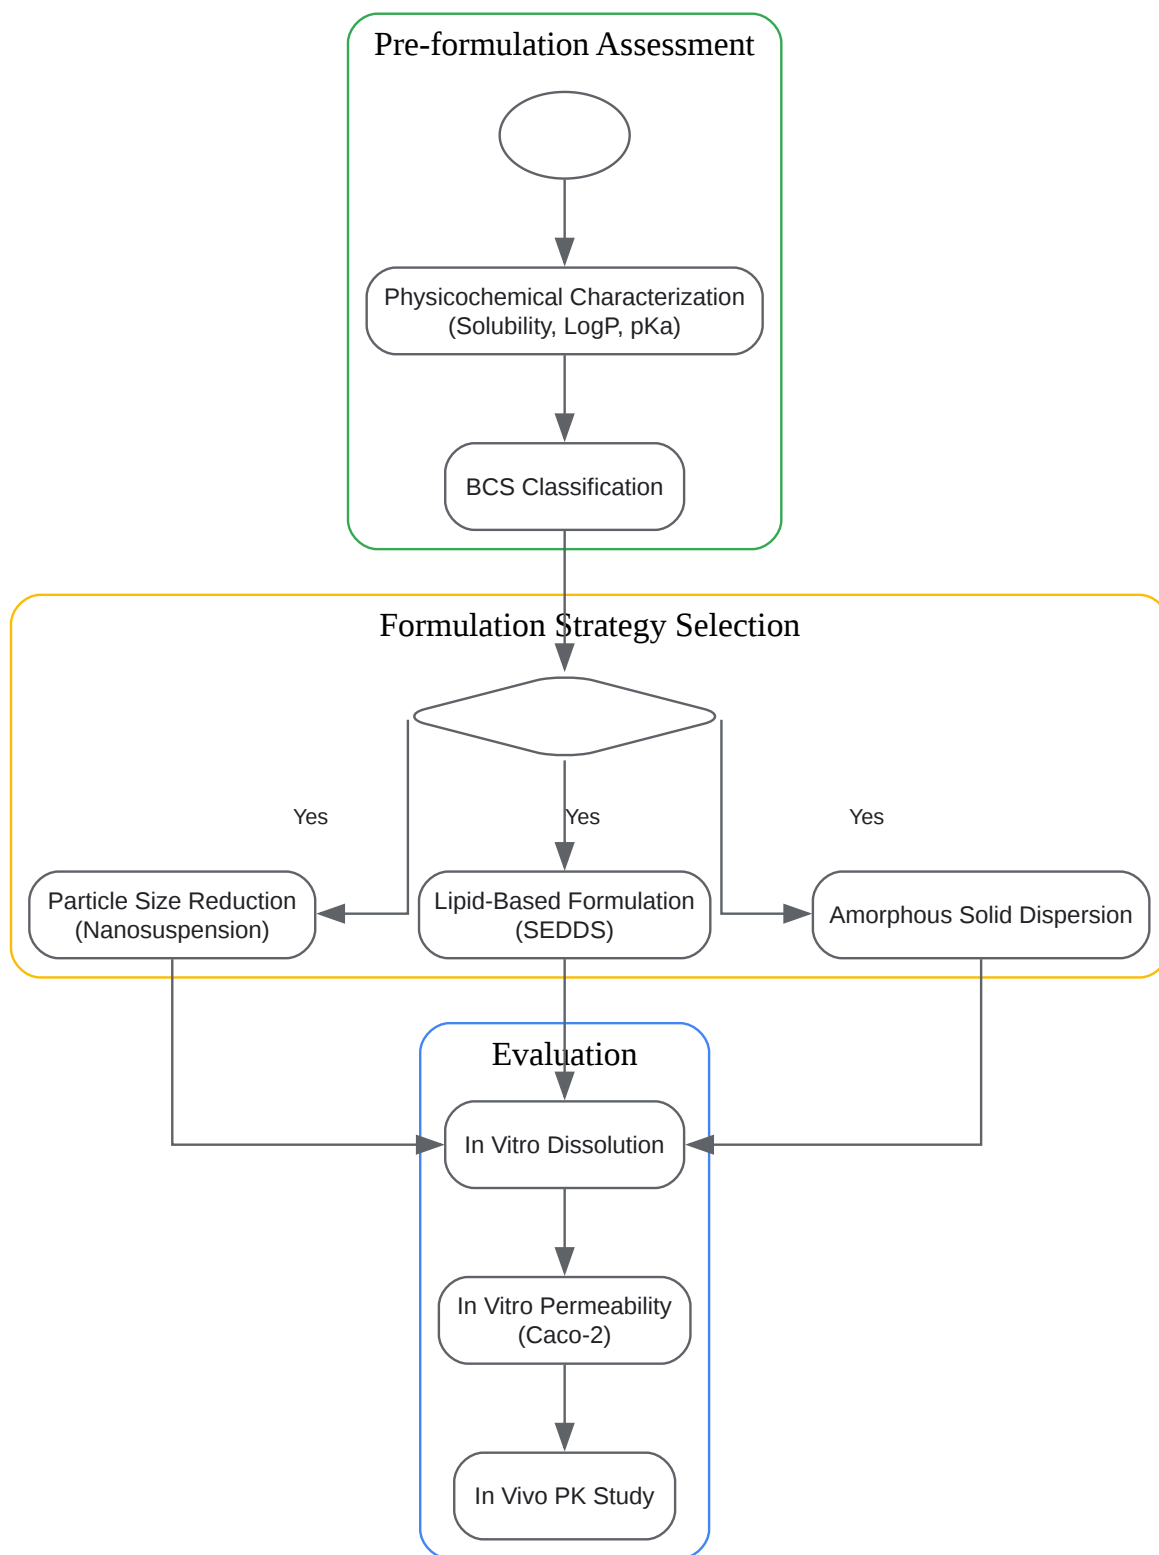 Pre-formulation Assessment
Physicochemical Characterization
(Solubility, LogP, pKa)
BCS Classification
Formulation Strategy Selection
Yes
Yes
Yes
Particle Size Reduction
(Nanosuspension)
Lipid-Based Formulation
(SEDDS)
Amorphous Solid Dispersion
Evaluation
In Vitro Dissolution
In Vitro Permeability
(Caco-2)
In Vivo PK Study